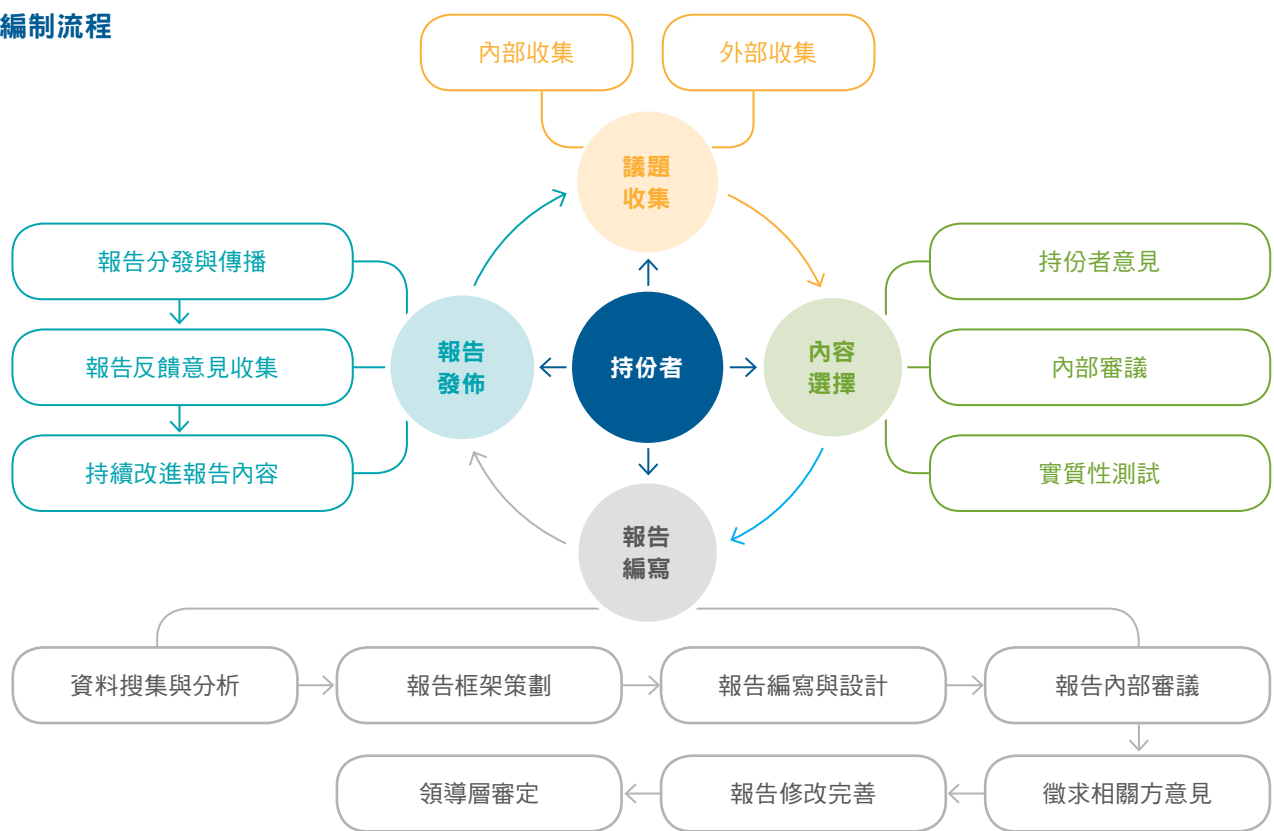 編制流程
內部收集
外部收集
議題
收集
報告分發與傳播
報告反饋意見收集
持續改進報告內容
報告
發佈
持份者
內容
選擇
持份者意見
內部審議
實質性測試
報告
編寫
資料搜集與分析
報告框架策劃
報告編寫與設計
報告內部審議
領導層審定
報告修改完善
徵求相關方意見